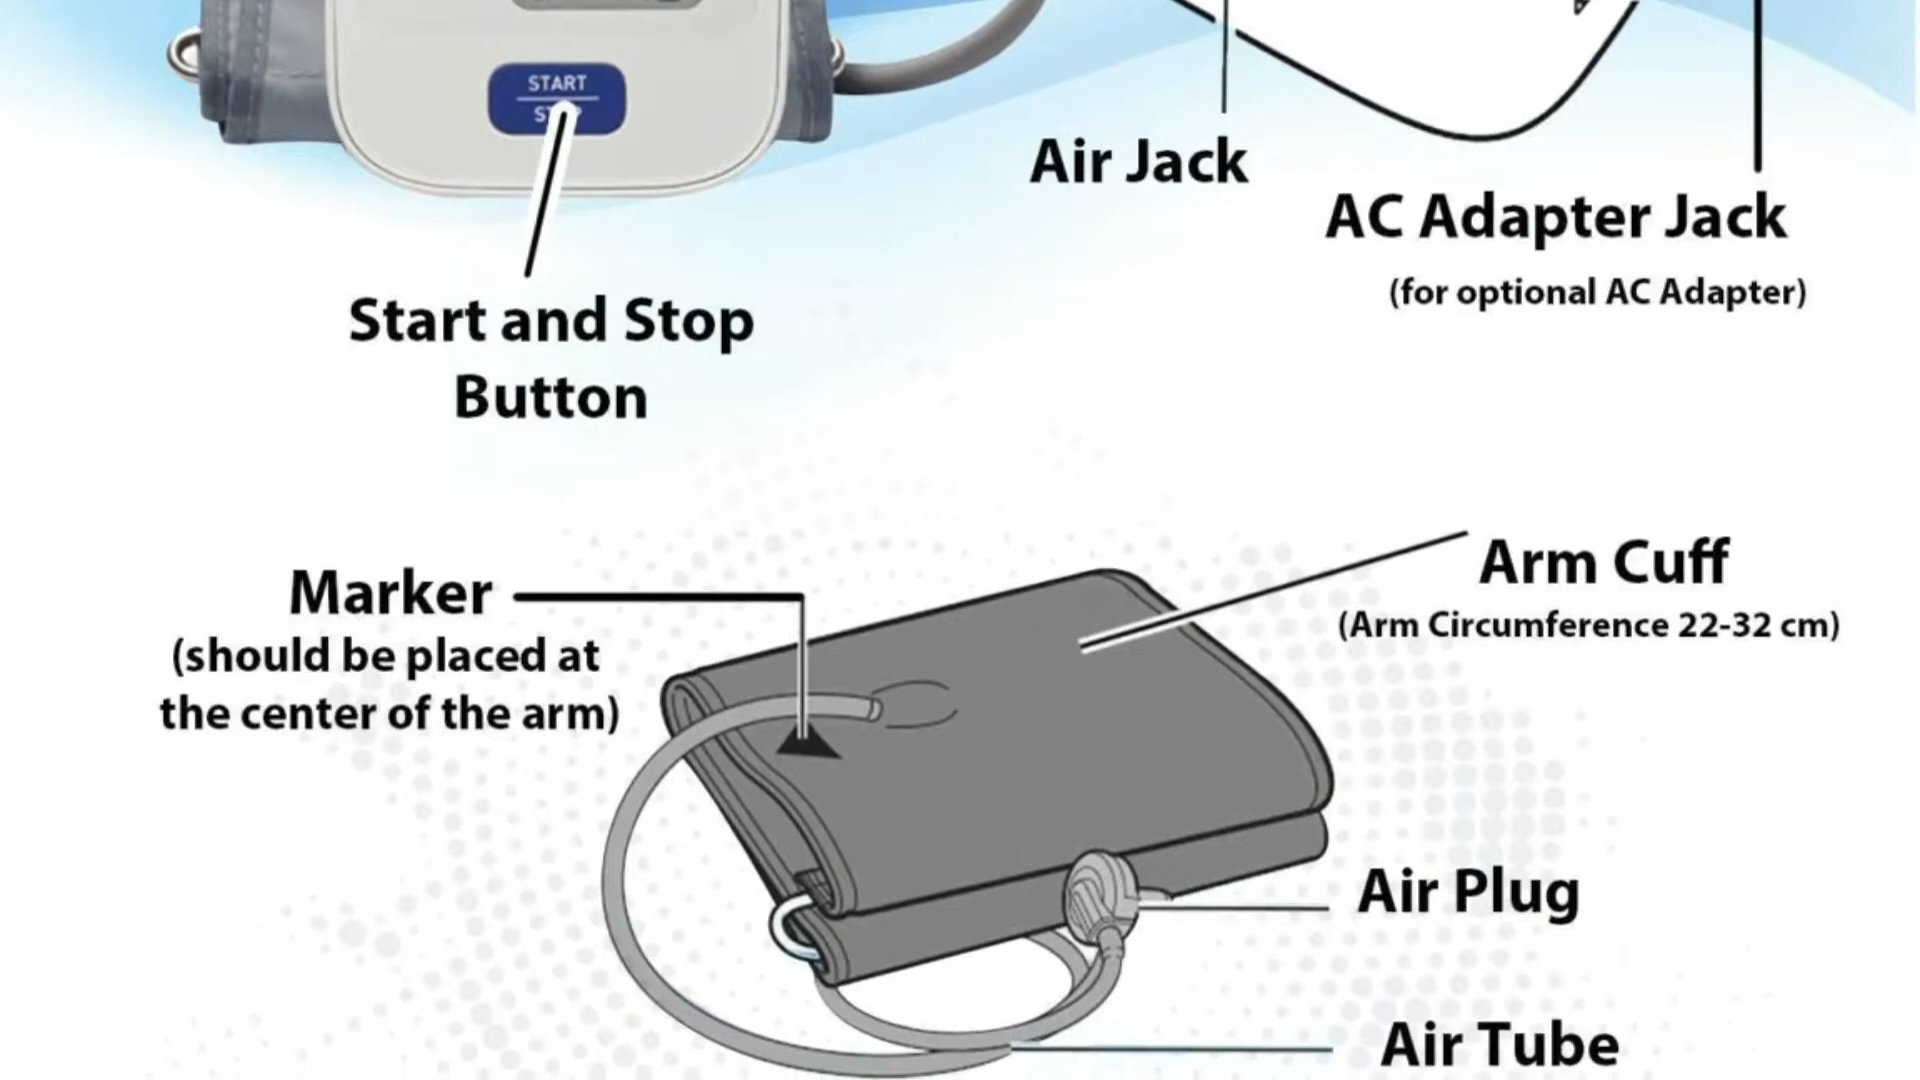 START
Air Jack
AC Adapter Jack
(for optional AC Adapter)
Start and Stop
Button
Marker
(should be placed at
the center of the arm)
Arm Cuff
(Arm Circumference 22-32 cm)
Air Plug
Air Tube